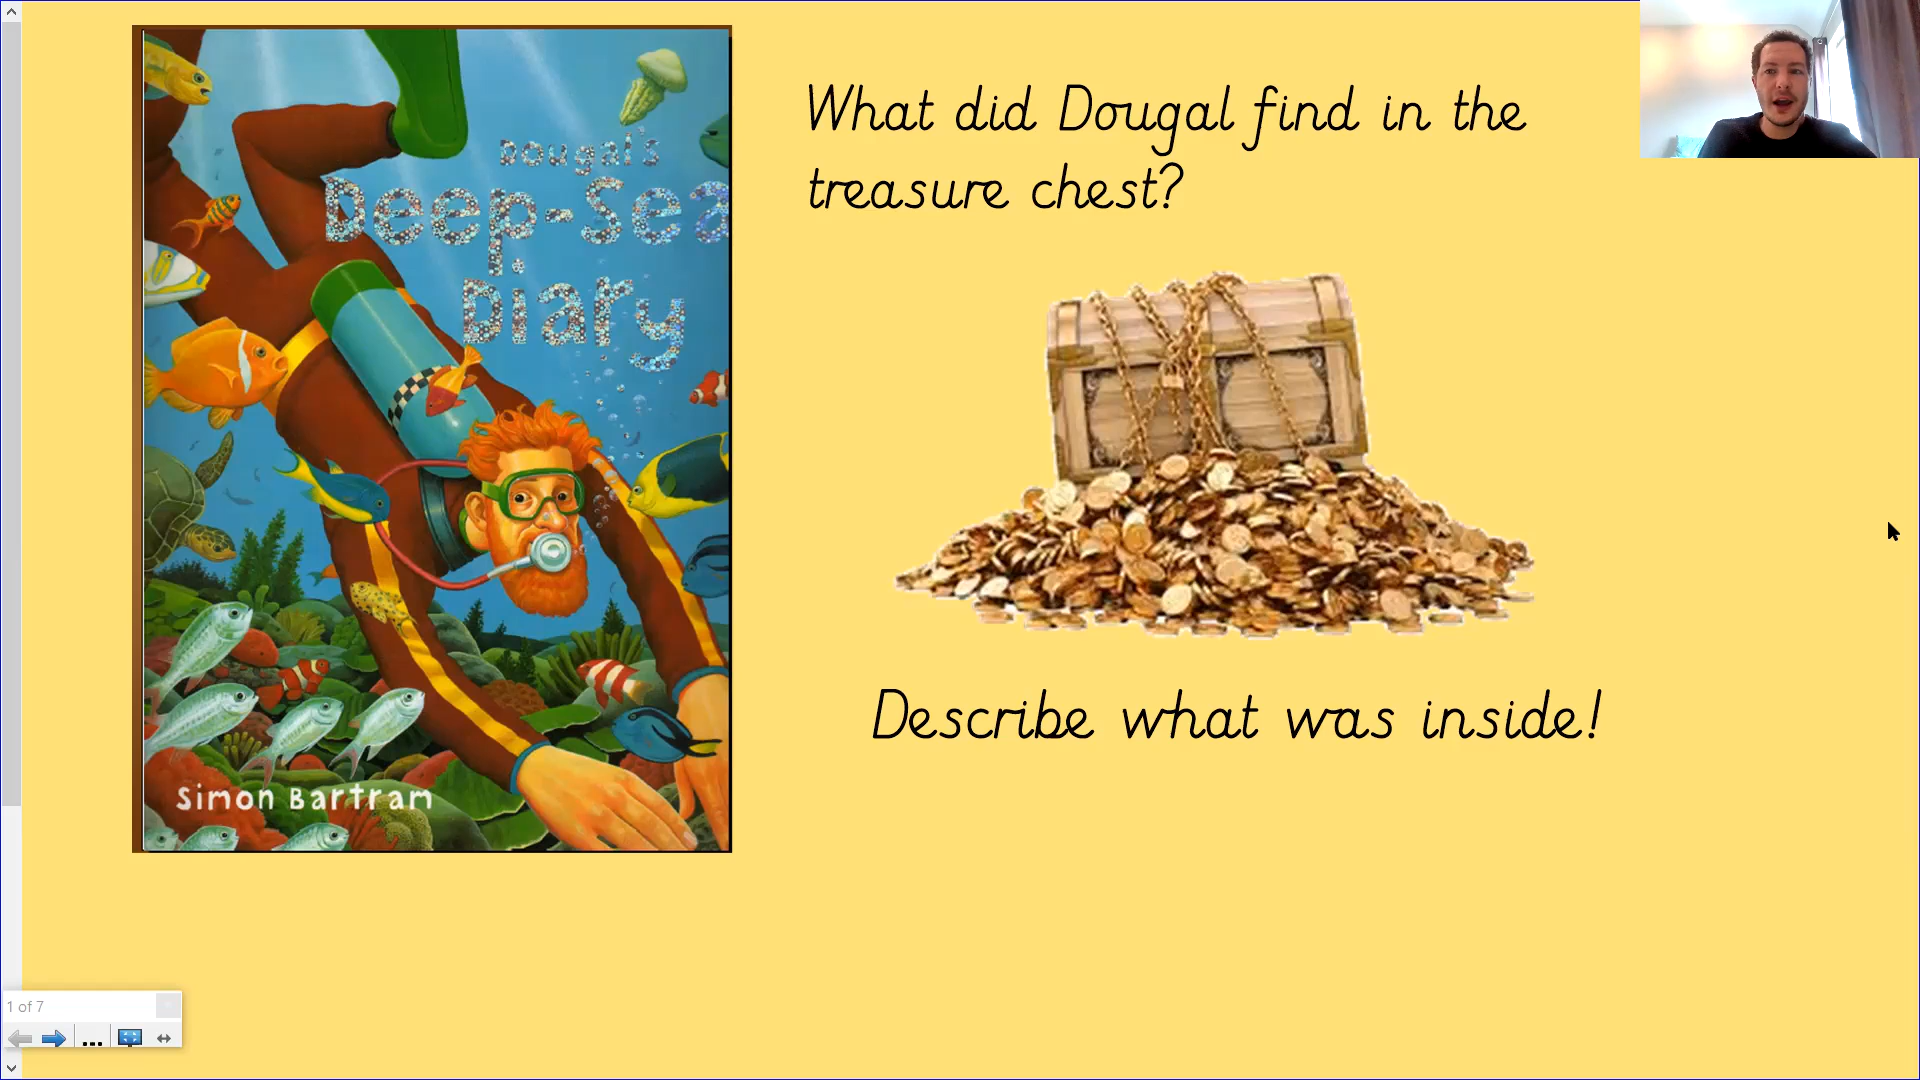 Dougal's
Deep-Sea
Diary
Simon Bartram
What did Dougal find in the
treasure chest?
Describe what was inside!
1 of 7
...